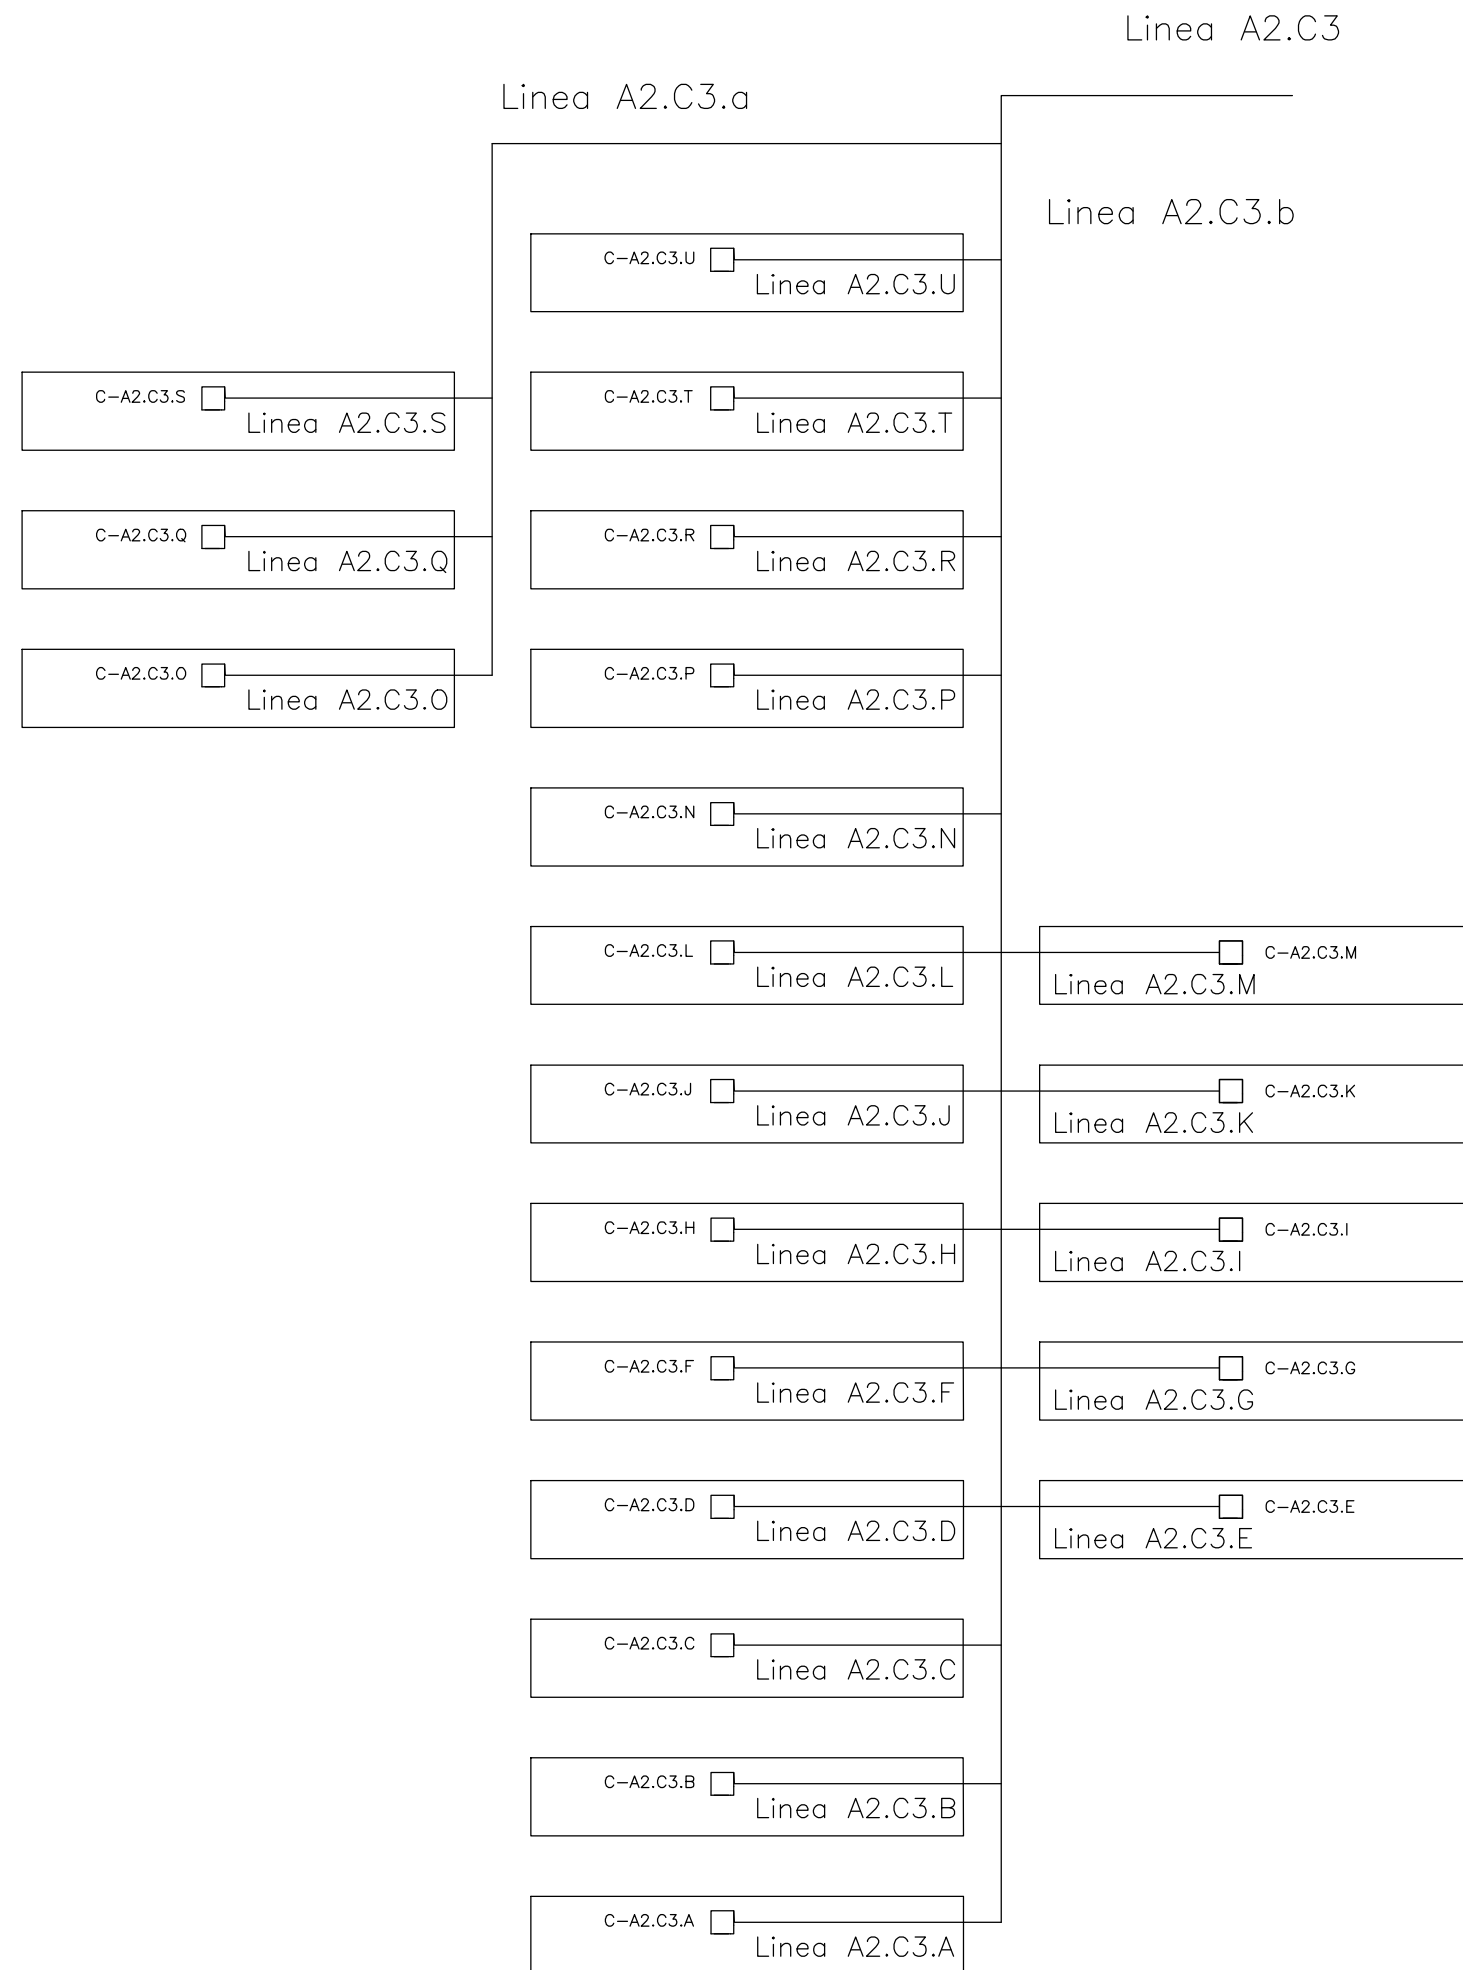 Linea A2.C3
Linea A2.C3.a
Linea A2.C3.b
C-A2.C3.U
Linea A2.C3.U
C-A2.C3.S
Linea A2.C3.S
C-A2.C3.T
Linea A2.C3.T
C-A2.C3.Q
Linea A2.C3.Q
C-A2.C3.R
Linea A2.C3.R
C-A2.C3.O
Linea A2.C3.O
C-A2.C3.P
Linea A2.C3.P
C-A2.C3.N
Linea A2.C3.N
C-A2.C3.L
Linea A2.C3.L
C-A2.C3.M
Linea A2.C3.M
C-A2.C3.J
Linea A2.C3.J
C-A2.C3.K
Linea A2.C3.K
C-A2.C3.H
Linea A2.C3.H
C-A2.C3.I
Linea A2.C3.I
C-A2.C3.F
Linea A2.C3.F
C-A2.C3.G
Linea A2.C3.G
C-A2.C3.D
Linea A2.C3.D
C-A2.C3.E
Linea A2.C3.E
C-A2.C3.C
Linea A2.C3.C
C-A2.C3.B
Linea A2.C3.B
C-A2.C3.A
Linea A2.C3.A